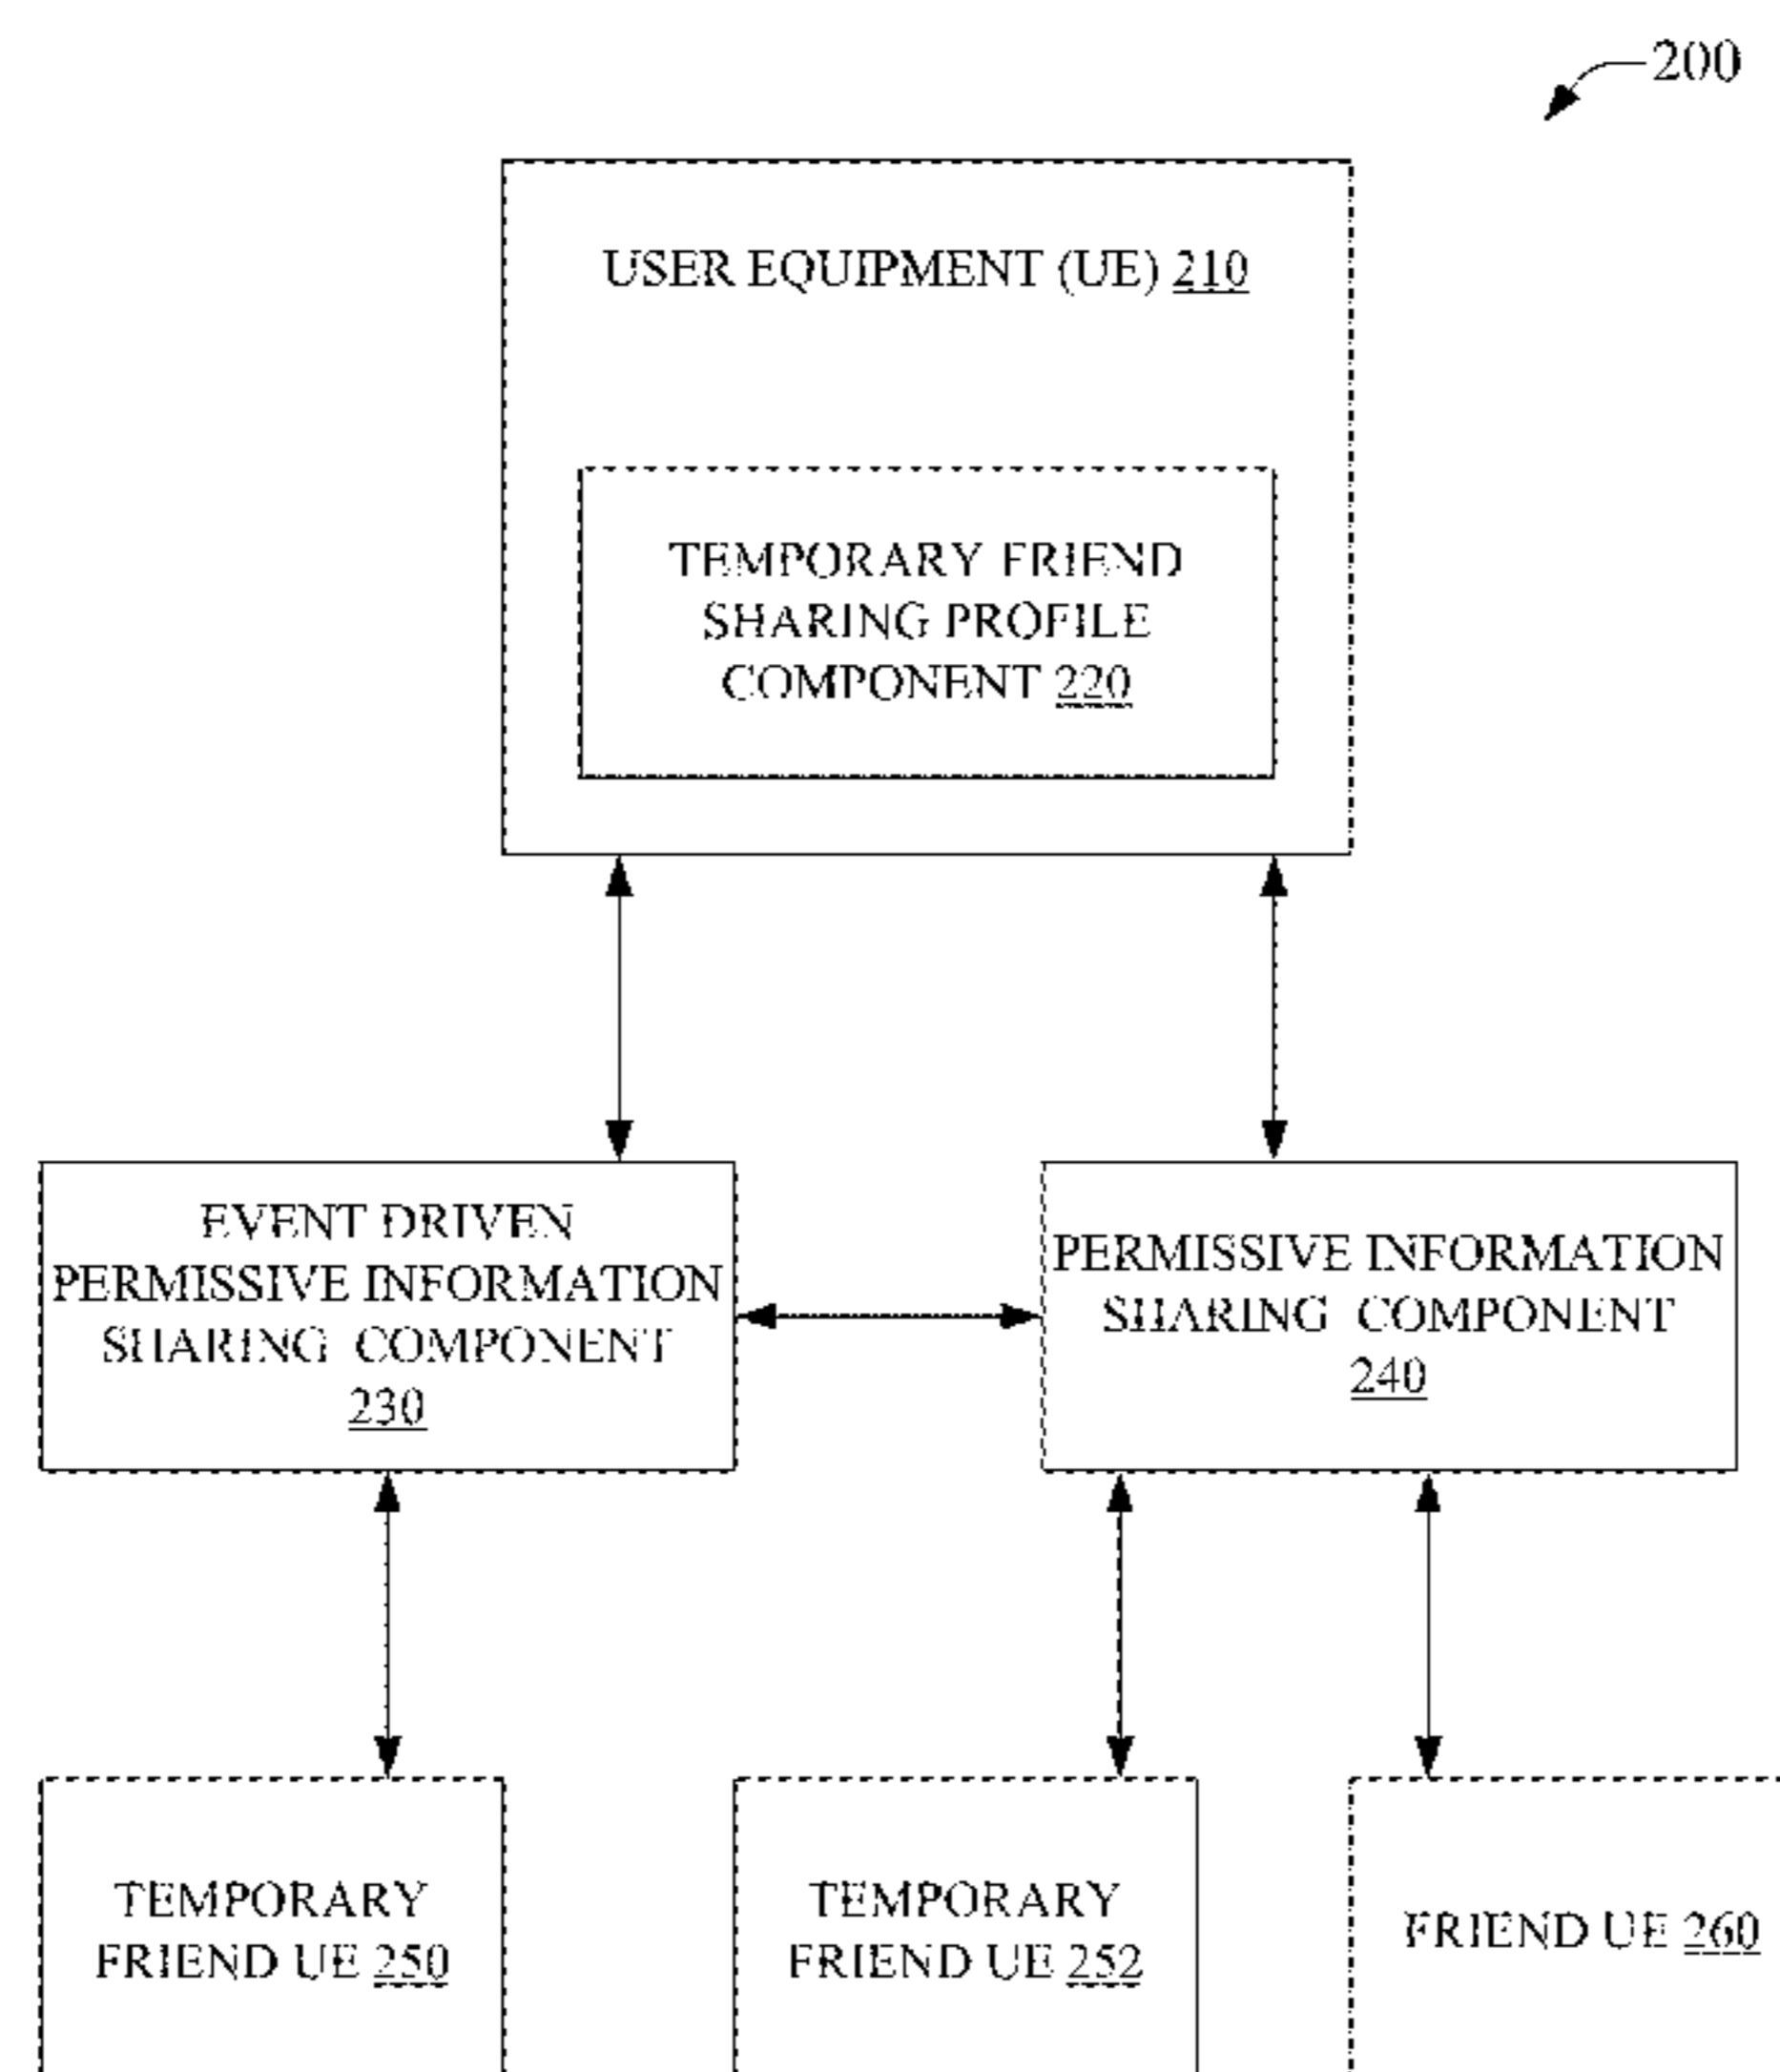 200
USER EQUIPMENT (UE) 210
TEMPORARY FRIEND
SHARING PROFILE
COMPONENT 220
EVENT DRIVEN
PERMISSIVE INFORMATION
SHARING COMPONENT
230
PERMISSIVE INFORMATION
SHARING COMPONENT
240
TEMPORARY
FRIEND UE 250
TEMPORARY
FRIEND UE 252
FRIEND UE 260